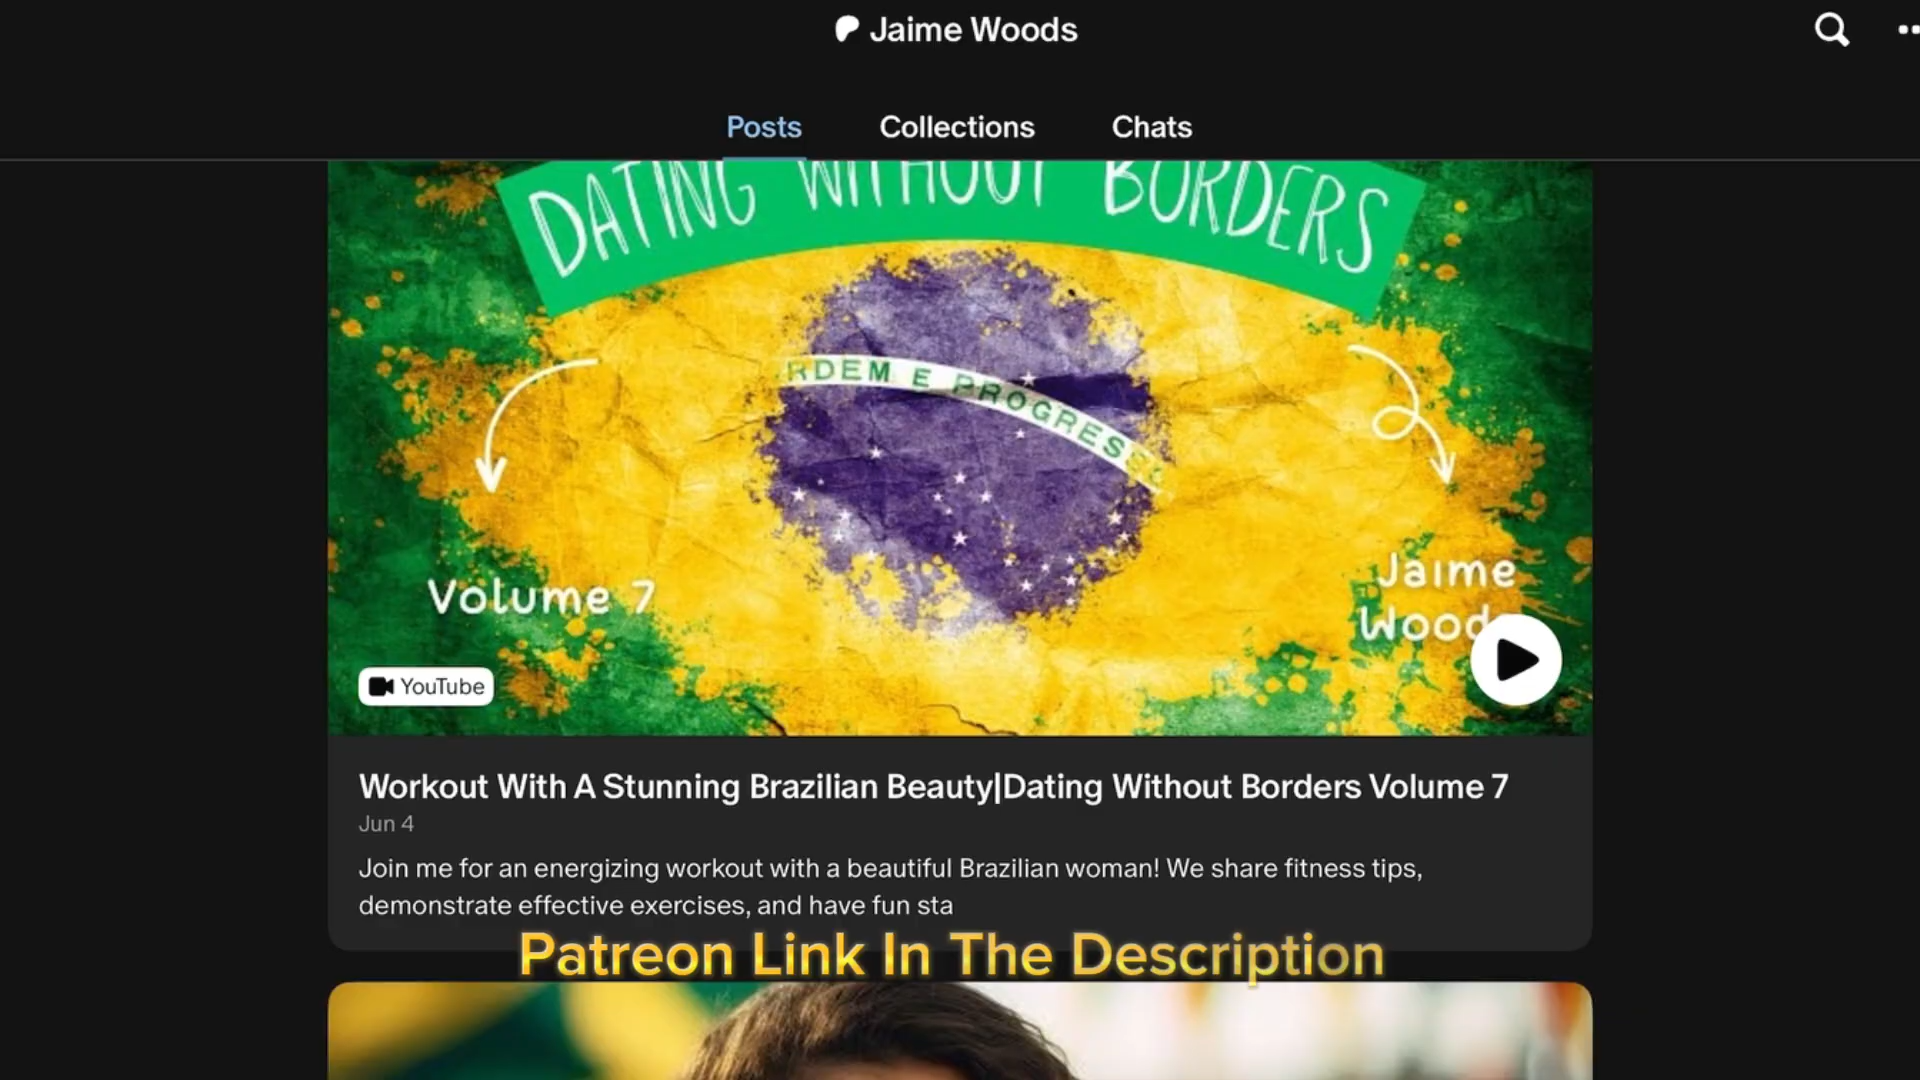 Jaime Woods
Posts
Collections
Chats
DATING WITHOUT BORDERS
RDEM E PROGRESS
Volume 7
Jaime
YouTube
Workout With A Stunning Brazilian Beauty|Dating Without Borders Volume 7
Jun 4
Join me for an energizing workout with a beautiful Brazilian woman! We share fitness tips,
demonstrate effective exercises, and have fun sta
Patreon Link In The Description